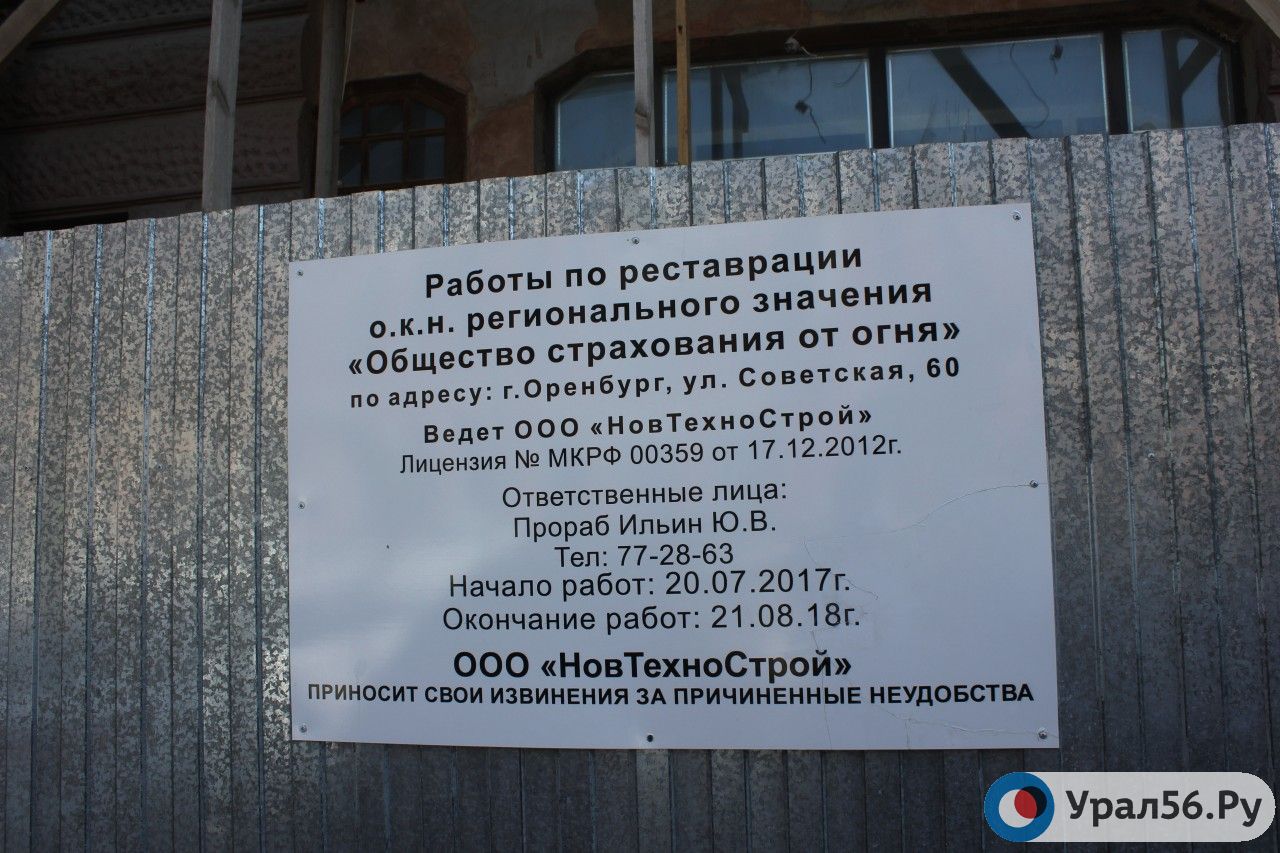 Работы по реставрации
о.к.н. регионального значения
«Общество страхования от огня»
по адресу: г.Оренбург, ул. Советская, 60
Ведет ООО «НовТехноСтрой»
Лицензия № МКРФ 00359 от 17.12.2012г.
Ответственные лица:
Прораб Ильин Ю.В.
Тел: 77-28-63
Начало работ: 20.07.2017г.
Окончание работ: 21.08.18г.
ООО «НовТехноСтрой»
ПРИНОСИТ СВОИ ИЗВИНЕНИЯ ЗА ПРИЧИНЕННЫЕ НЕУДОБСТВА
Урал56.Ру